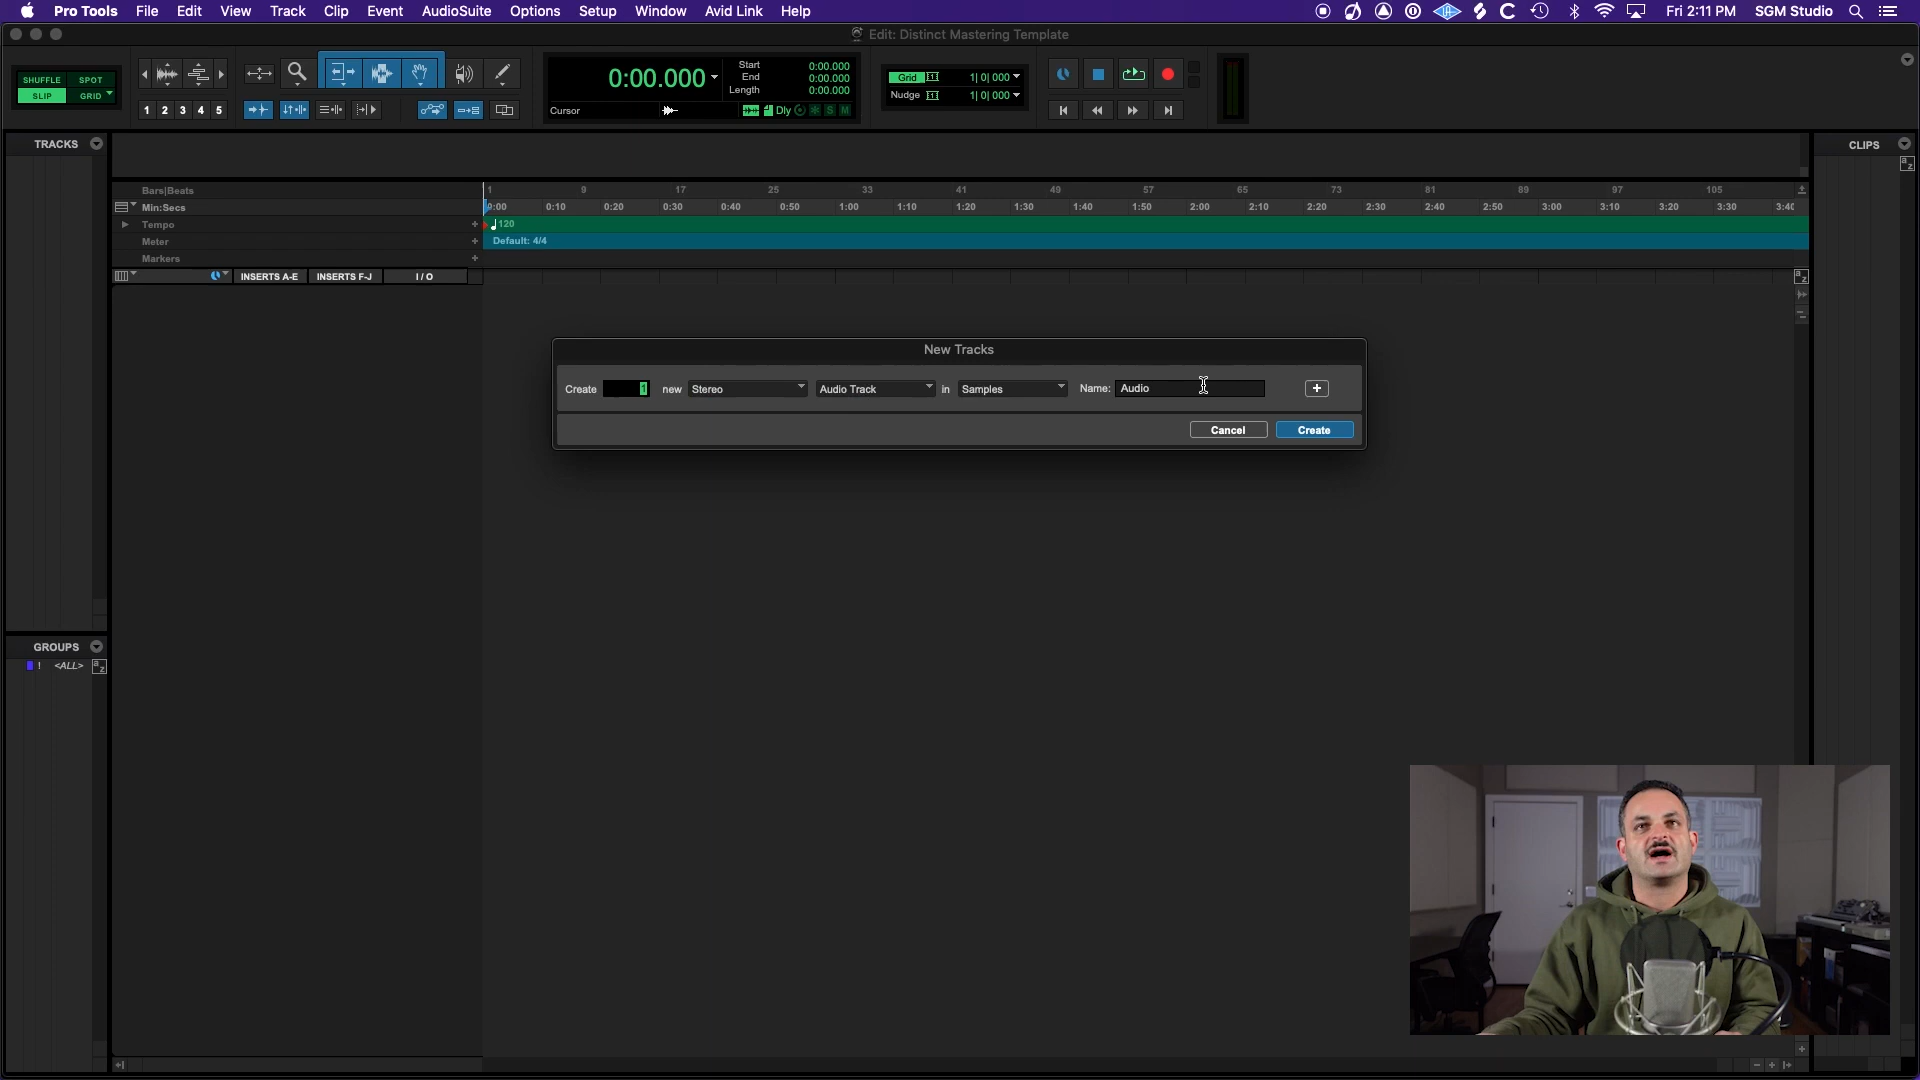 Pro Tools File Edit View Track Clip Event AudioSuite Options Setup Window Avid Link Help Fri 2:11 PM SGM Studio
Edit: Distinct Mastering Template
SHUFFLE SPOT
SLIP GRID
1 2 3 4 5
0:00.000
Start 0:00.000
End 0:00.000
Length 0:00.000
Cursor
Dly
S M
Grid 1| 0| 000
Nudge 1| 0| 000
TRACKS
CLIPS
a z
Bars|Beats 1 9 17 25 33 41 49 57 65 73 81 89 97 105
Min:Secs 0:00 0:10 0:20 0:30 0:40 0:50 1:00 1:10 1:20 1:30 1:40 1:50 2:00 2:10 2:20 2:30 2:40 2:50 3:00 3:10 3:20 3:30 3:40
Tempo 120
Meter Default: 4/4
Markers
INSERTS A-E INSERTS F-J I / O
a z
New Tracks
Create 1 new Stereo Audio Track in Samples Name: Audio
Cancel Create
GROUPS
! <ALL> a z